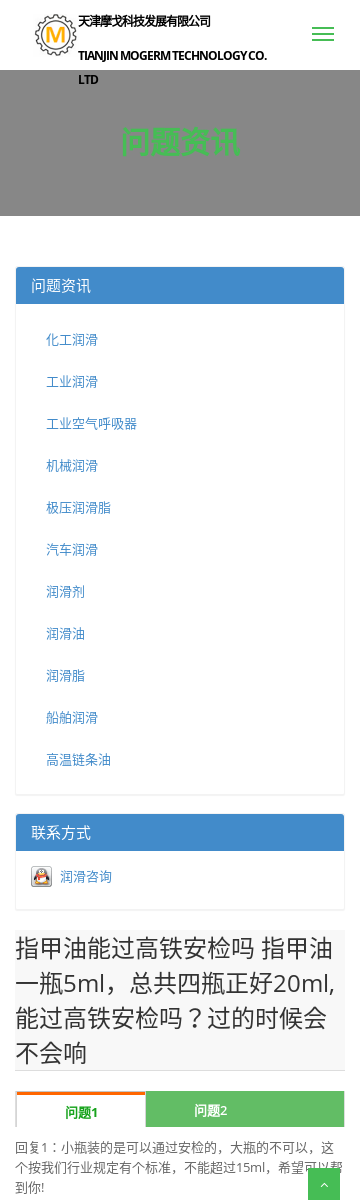 天津摩戈科技发展有限公司
TIANJIN MOGERM TECHNOLOGY CO.
LTD
问题资讯
问题资讯
化工润滑
工业润滑
工业空气呼吸器
机械润滑
极压润滑脂
汽车润滑
润滑剂
润滑油
润滑脂
船舶润滑
高温链条油
联系方式
润滑咨询
指甲油能过高铁安检吗 指甲油
一瓶5ml，总共四瓶正好20ml,
能过高铁安检吗？过的时候会
不会响
问题1
问题2
回复1：小瓶装的是可以通过安检的，大瓶的不可以，这
个按我们行业规定有个标准，不能超过15ml，希望可以帮
到你!